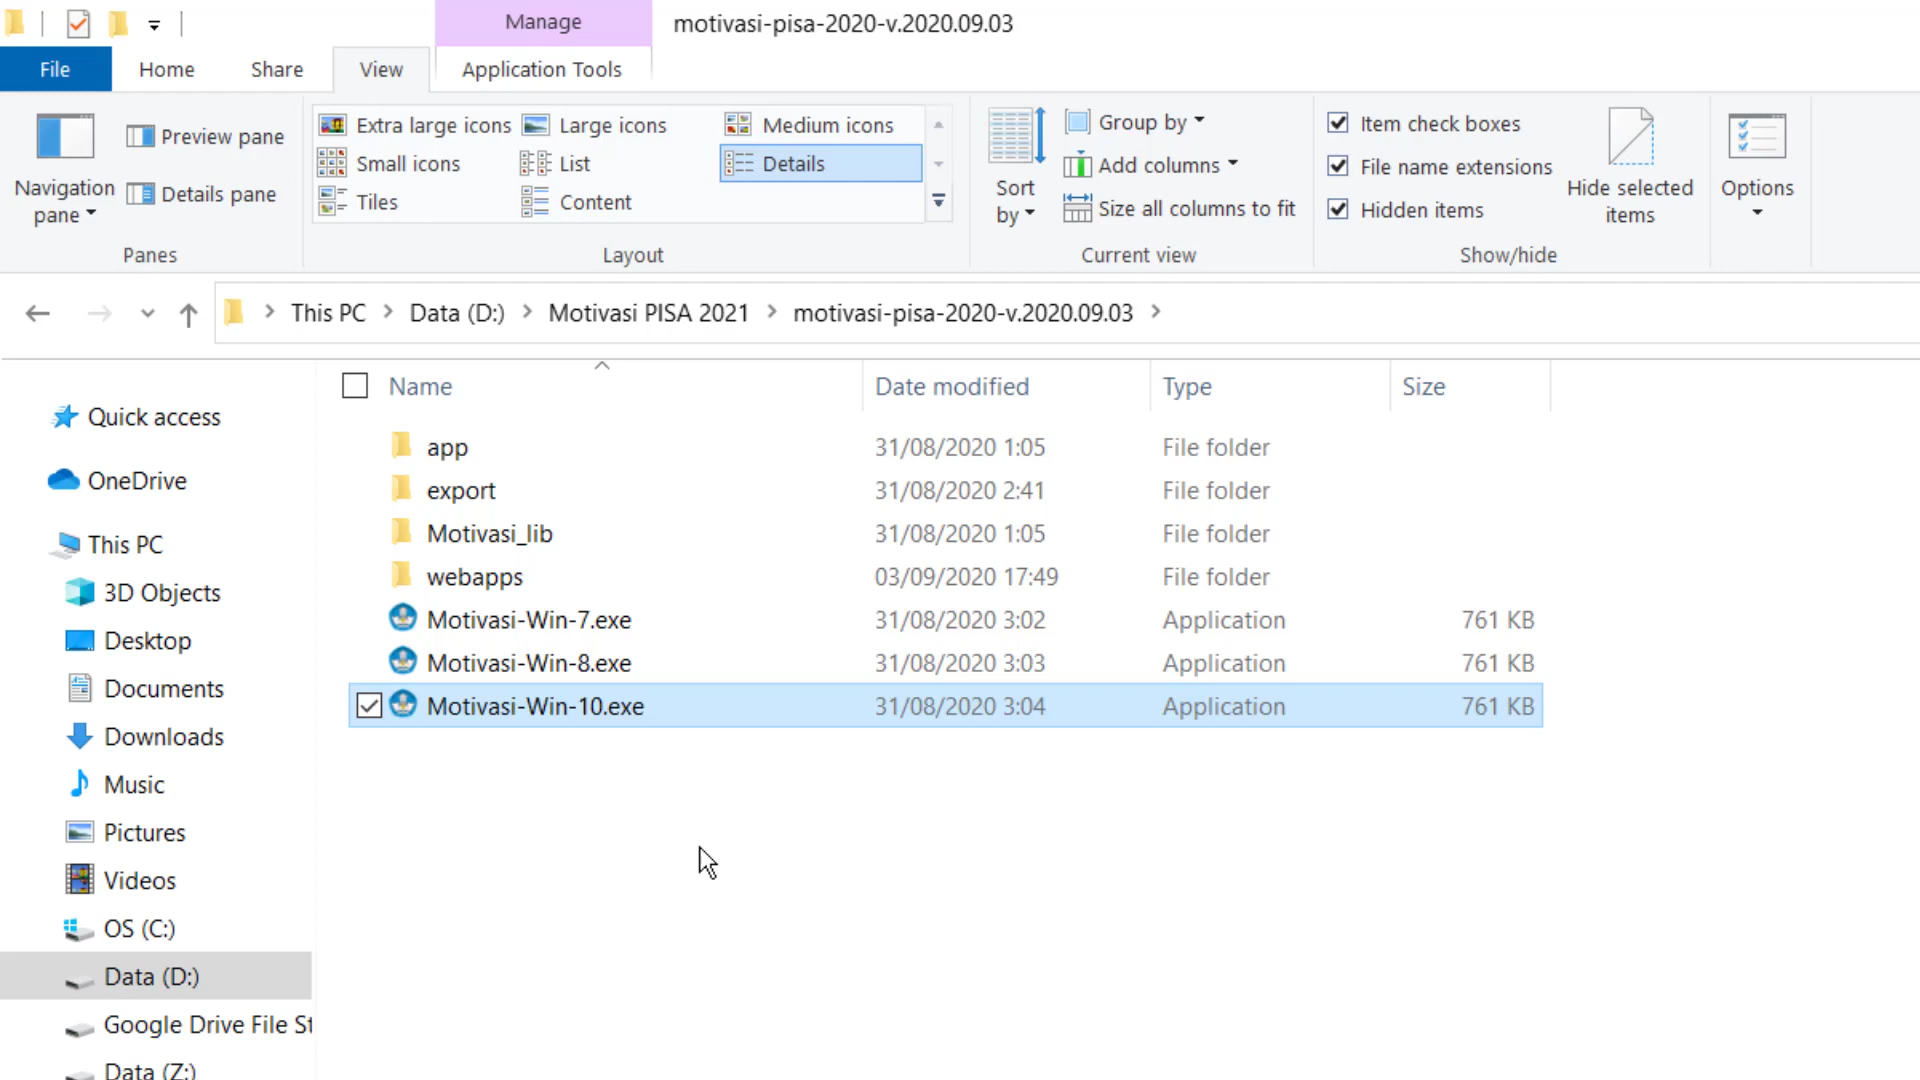 Manage
motivasi-pisa-2020-v.2020.09.03
File
Home
Share
View
Application Tools
Navigation pane
Preview pane
Details pane
Panes
Extra large icons
Large icons
Medium icons
Small icons
List
Details
Tiles
Content
Layout
Sort by
Group by
Add columns
Size all columns to fit
Current view
Item check boxes
File name extensions
Hidden items
Hide selected items
Show/hide
Options
This PC > Data (D:) > Motivasi PISA 2021 > motivasi-pisa-2020-v.2020.09.03 >
Name Date modified Type Size
app 31/08/2020 1:05 File folder
export 31/08/2020 2:41 File folder
Motivasi_lib 31/08/2020 1:05 File folder
webapps 03/09/2020 17:49 File folder
Motivasi-Win-7.exe 31/08/2020 3:02 Application 761 KB
Motivasi-Win-8.exe 31/08/2020 3:03 Application 761 KB
Motivasi-Win-10.exe 31/08/2020 3:04 Application 761 KB
Quick access
OneDrive
This PC
3D Objects
Desktop
Documents
Downloads
Music
Pictures
Videos
OS (C:)
Data (D:)
Google Drive File St
Data (Z:)